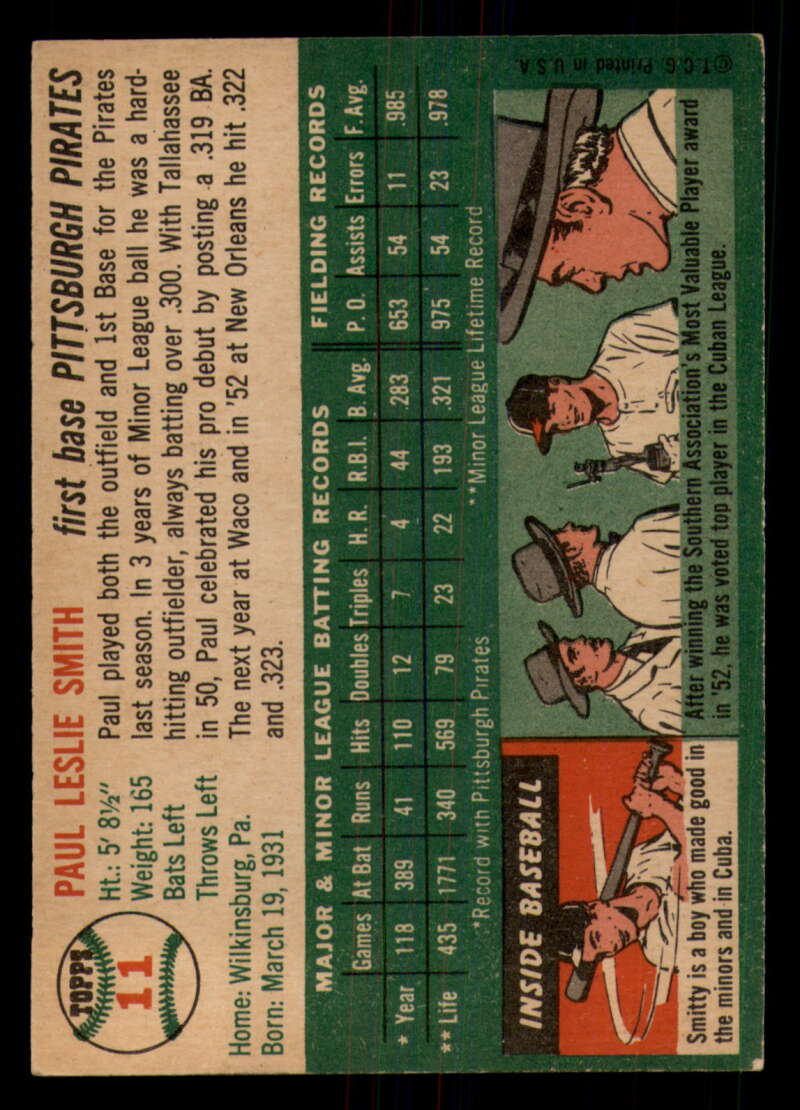 TOPPS
11
PAUL LESLIE SMITH first base PITTSBURGH PIRATES
Ht.: 5' 8½"
Weight: 165
Bats Left
Throws Left
Home: Wilkinsburg, Pa.
Born: March 19, 1931
Paul played both the outfield and 1st Base for the Pirates
last season. In 3 years of Minor League ball he was a hard-
hitting outfielder, always batting over .300. With Tallahassee
in 50, Paul celebrated his pro debut by posting a .319 BA.
The next year at Waco and in '52 at New Orleans he hit .322
and .323.
MAJOR & MINOR LEAGUE BATTING RECORDS FIELDING RECORDS
Games At Bat Runs Hits Doubles Triples H. R. R.B.I. B. Avg. P. O. Assists Errors F. Avg.
* Year 118 389 41 110 12 7 4 44 .283 653 54 11 .985
** Life 435 1771 340 569 79 23 22 193 .321 975 54 23 .978
*Record with Pittsburgh Pirates **Minor League Lifetime Record
INSIDE BASEBALL
Smitty is a boy who made good in
the minors and in Cuba.
After winning the Southern Association's Most Valuable Player award
in '52, he was voted top player in the Cuban League.
©T.C.G. Printed in U.S.A.